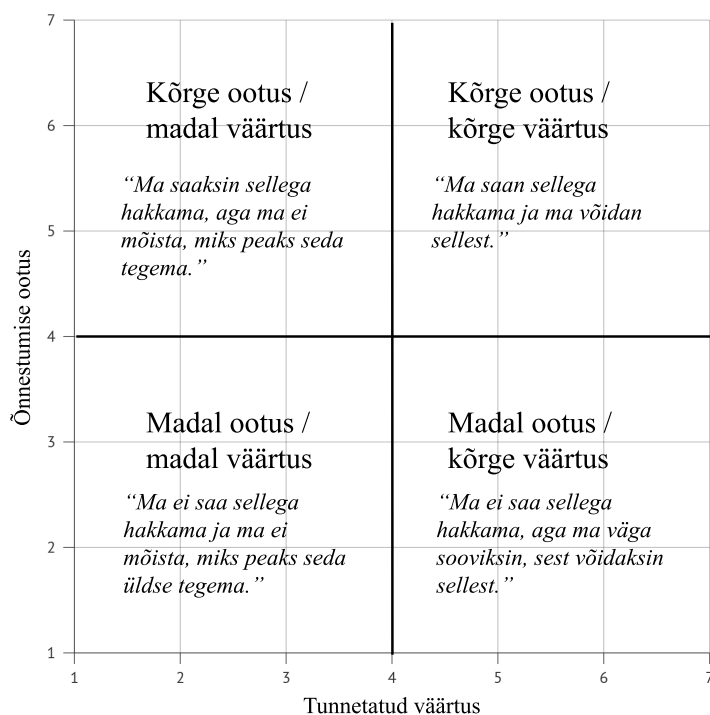 7
Kõrge ootus /
madal väärtus
Kõrge ootus /
kõrge väärtus
6
“Ma saaksin sellega
hakkama, aga ma ei
mõista, miks peaks seda
tegema.”
“Ma saan sellega
hakkama ja ma võidan
sellest.”
5
Õnnestumise ootus
4
Madal ootus /
madal väärtus
Madal ootus /
kõrge väärtus
3
“Ma ei saa sellega
hakkama ja ma ei
mõista, miks peaks seda
üldse tegema.”
“Ma ei saa sellega
hakkama, aga ma väga
sooviksin, sest võidaksin
sellest.”
2
1
1 2 3 4 5 6 7
Tunnetatud väärtus